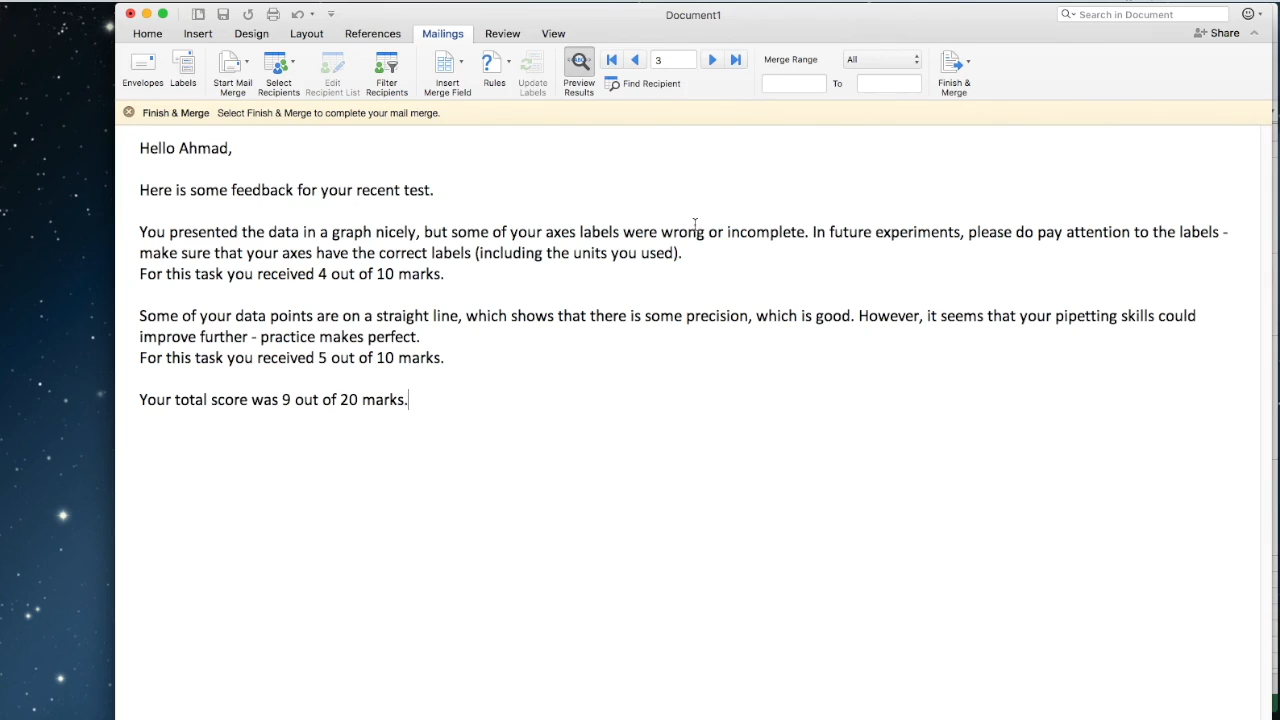 Document1
Search in Document
Home Insert Design Layout References Mailings Review View
Share
3
Merge Range All
Envelopes Labels Start Mail Merge Select Recipients Edit Recipient List Filter Recipients Insert Merge Field Rules Update Labels Preview Results Find Recipient To Finish & Merge
Finish & Merge Select Finish & Merge to complete your mail merge.
Hello Ahmad,
Here is some feedback for your recent test.
You presented the data in a graph nicely, but some of your axes labels were wrong or incomplete. In future experiments, please do pay attention to the labels -
make sure that your axes have the correct labels (including the units you used).
For this task you received 4 out of 10 marks.
Some of your data points are on a straight line, which shows that there is some precision, which is good. However, it seems that your pipetting skills could
improve further - practice makes perfect.
For this task you received 5 out of 10 marks.
Your total score was 9 out of 20 marks.